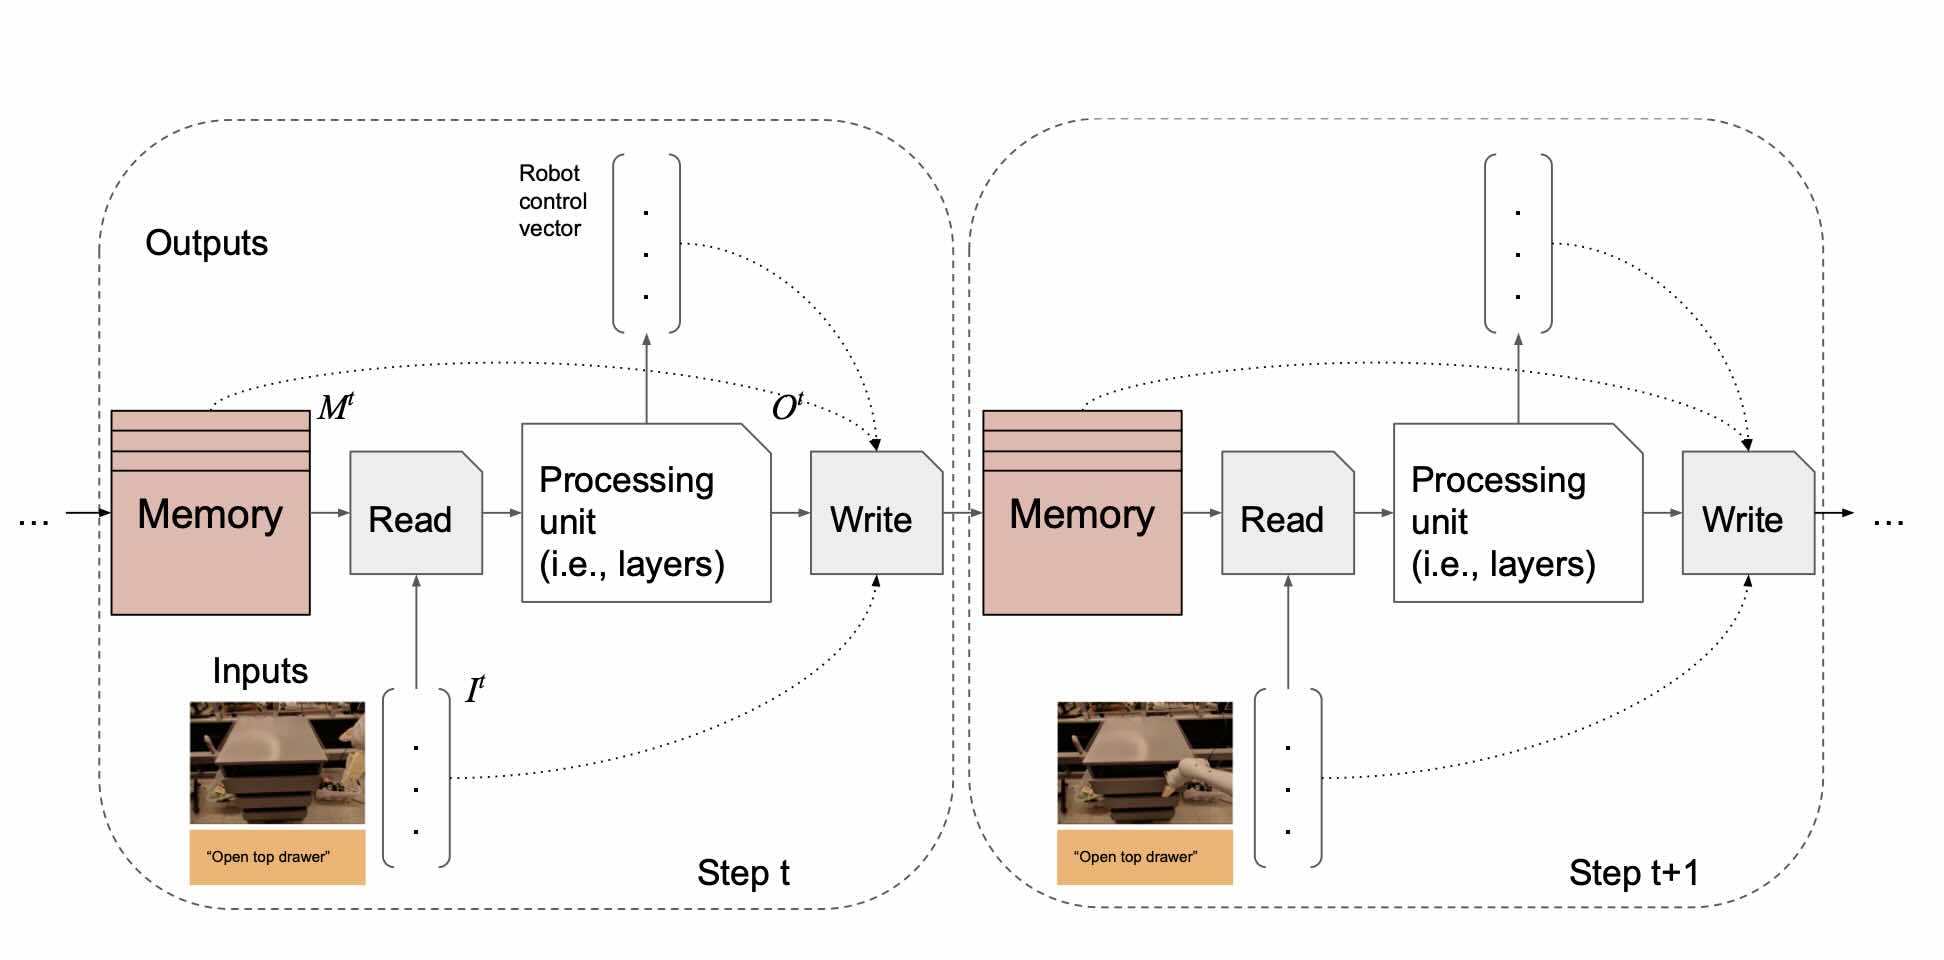 Robot
control
vector
Outputs
M^t
O^t
...
Memory
Read
Processing
unit
(i.e., layers)
Write
Memory
Read
Processing
unit
(i.e., layers)
Write
...
Inputs
I^t
"Open top drawer"
Step t
"Open top drawer"
Step t+1